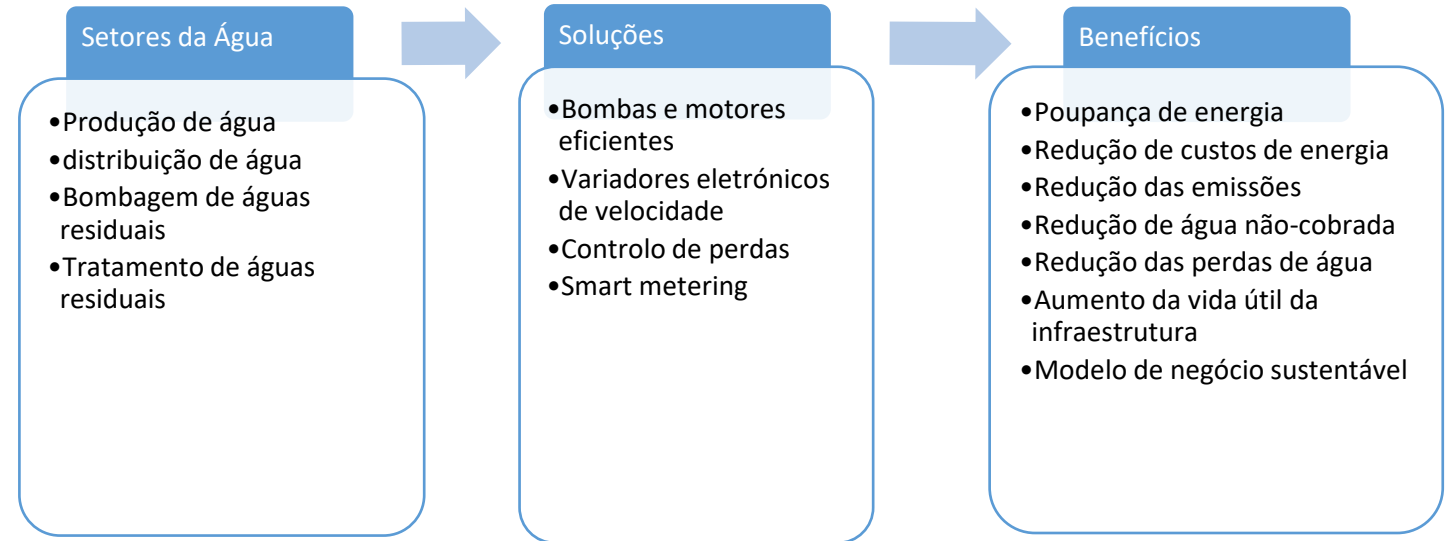 Setores da Água
•Produção de água
•distribuição de água
•Bombagem de águas
residuais
•Tratamento de águas
residuais
Soluções
•Bombas e motores
eficientes
•Variadores eletrónicos
de velocidade
•Controlo de perdas
•Smart metering
Benefícios
•Poupança de energia
•Redução de custos de energia
•Redução das emissões
•Redução de água não-cobrada
•Redução das perdas de água
•Aumento da vida útil da
infraestrutura
•Modelo de negócio sustentável